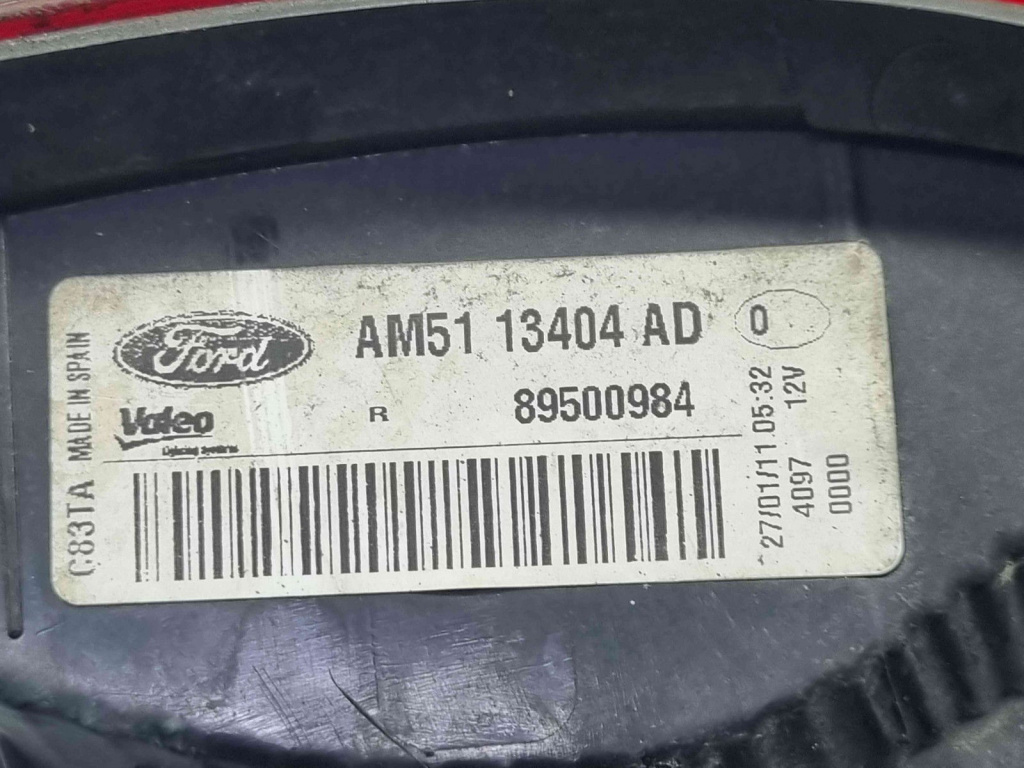 Ford
AM51 13404 AD
0
Valeo
R
89500984
C83TA MADE IN SPAIN
27/01/11 05:32
4097 12V
0000